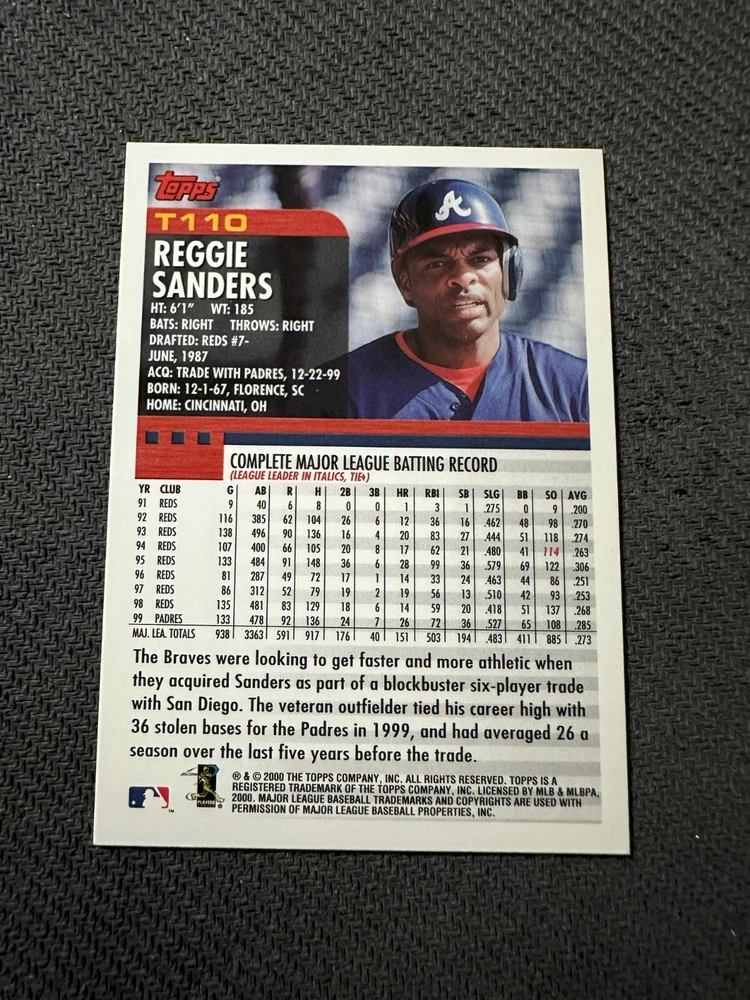 Topps
T110
REGGIE
SANDERS
HT: 6'1" WT: 185
BATS: RIGHT THROWS: RIGHT
DRAFTED: REDS #7-
JUNE, 1987
ACQ: TRADE WITH PADRES, 12-22-99
BORN: 12-1-67, FLORENCE, SC
HOME: CINCINNATI, OH
A
COMPLETE MAJOR LEAGUE BATTING RECORD
(LEAGUE LEADER IN ITALICS, TIE♦)
YR CLUB G AB R H 2B 3B HR RBI SB SLG BB SO AVG
91 REDS 9 40 6 8 0 0 1 3 1 .275 0 9 .200
92 REDS 116 385 62 104 26 6 12 36 16 .462 48 98 .270
93 REDS 138 496 90 136 16 4 20 83 27 .444 51 118 .274
94 REDS 107 400 66 105 20 8 17 62 21 .480 41 114 .263
95 REDS 133 484 91 148 36 6 28 99 36 .579 69 122 .306
96 REDS 81 287 49 72 17 1 14 33 24 .463 44 86 .251
97 REDS 86 312 52 79 19 2 19 56 13 .510 42 93 .253
98 REDS 135 481 83 129 18 6 14 59 20 .418 51 137 .268
99 PADRES 133 478 92 136 24 7 26 72 36 .527 65 108 .285
MAJ. LEA. TOTALS 938 3363 591 917 176 40 151 503 194 .483 411 885 .273
The Braves were looking to get faster and more athletic when
they acquired Sanders as part of a blockbuster six-player trade
with San Diego. The veteran outfielder tied his career high with
36 stolen bases for the Padres in 1999, and had averaged 26 a
season over the last five years before the trade.
® & © 2000 THE TOPPS COMPANY, INC. ALL RIGHTS RESERVED. TOPPS IS A
REGISTERED TRADEMARK OF THE TOPPS COMPANY, INC. LICENSED BY MLB & MLBPA,
2000. MAJOR LEAGUE BASEBALL TRADEMARKS AND COPYRIGHTS ARE USED WITH
PERMISSION OF MAJOR LEAGUE BASEBALL PROPERTIES, INC.
TM
PLAYERS